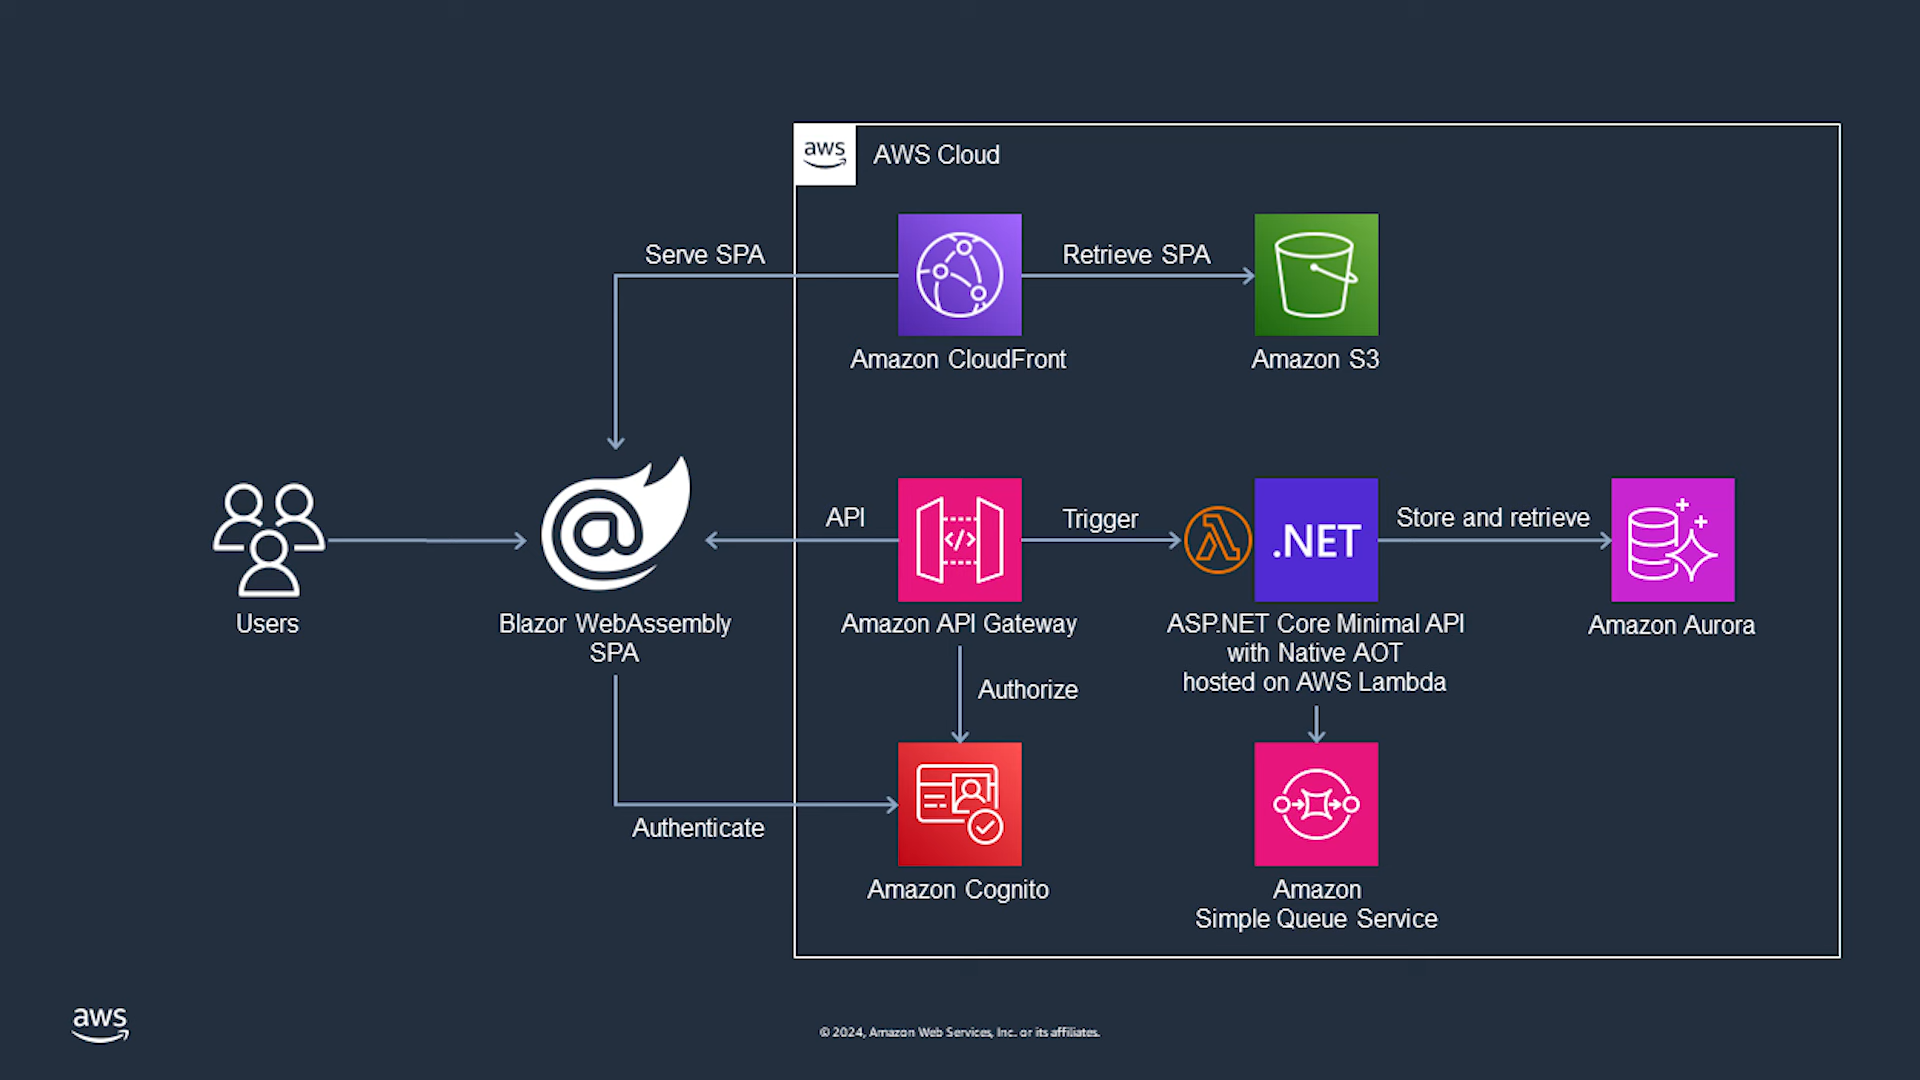 aws
AWS Cloud
Serve SPA
Retrieve SPA
Amazon CloudFront
Amazon S3
API
Trigger
.NET
Store and retrieve
Users
Blazor WebAssembly
SPA
Amazon API Gateway
ASP.NET Core Minimal API
with Native AOT
hosted on AWS Lambda
Amazon Aurora
Authorize
Authenticate
Amazon Cognito
Amazon
Simple Queue Service
aws
© 2024, Amazon Web Services, Inc. or its affiliates.